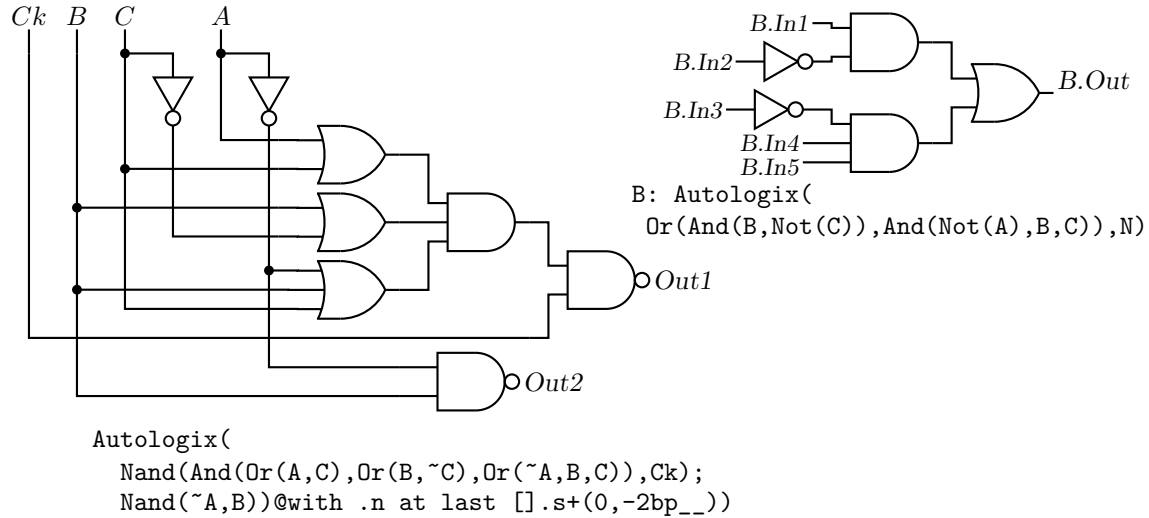 Ck B C A
Out1
Out2
Autologix(
Nand(And(Or(A,C),Or(B,~C),Or(~A,B,C)),Ck);
Nand(~A,B))@with .n at last [].s+(0,-2bp__))
B.In1
B.In2
B.In3
B.In4
B.In5
B.Out
B: Autologix(
Or(And(B,Not(C)),And(Not(A),B,C)),N)